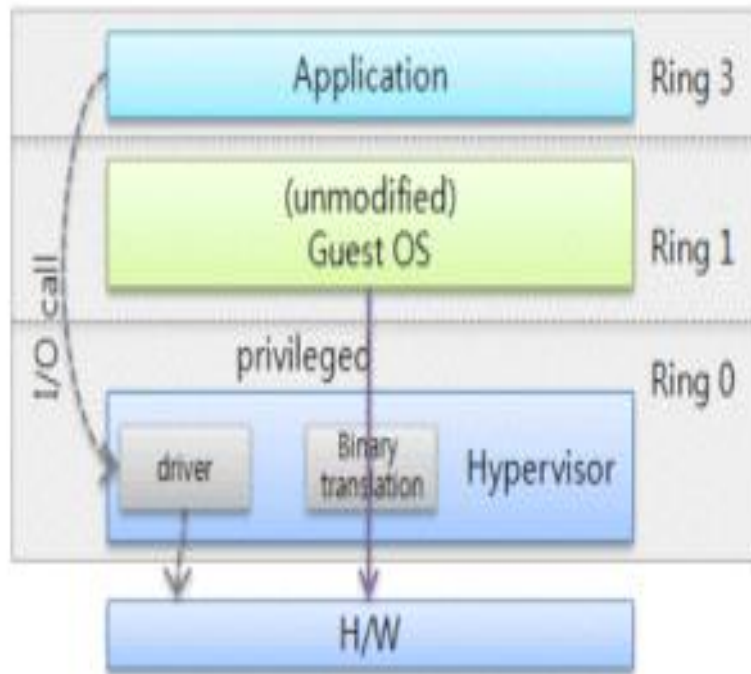 Application
Ring 3
(unmodified)
Guest OS
Ring 1
I/O call
privileged
Ring 0
driver
Binary
translation
Hypervisor
H/W